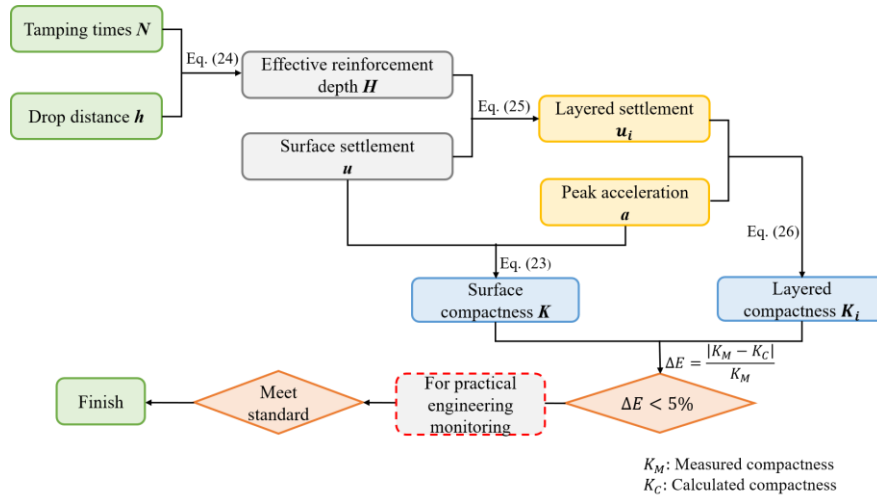 Tamping times N
Eq. (24)
Effective reinforcement
depth H
Drop distance h
Eq. (25)
Layered settlement
u_i
Surface settlement
u
Peak acceleration
a
Eq. (26)
Eq. (23)
Surface
compactness K
Layered
compactness K_i
ΔE = |K_M − K_C| / K_M
Finish
Meet
standard
For practical
engineering
monitoring
ΔE < 5%
K_M: Measured compactness
K_C: Calculated compactness